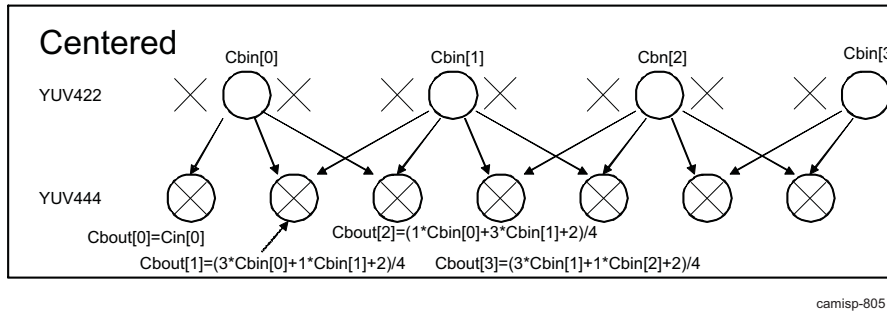 Centered
Cbin[0]
Cbin[1]
Cbn[2]
Cbin[3
YUV422
YUV444
Cbout[0]=Cin[0]
Cbout[2]=(1*Cbin[0]+3*Cbin[1]+2)/4
Cbout[1]=(3*Cbin[0]+1*Cbin[1]+2)/4
Cbout[3]=(3*Cbin[1]+1*Cbin[2]+2)/4
camisp-805